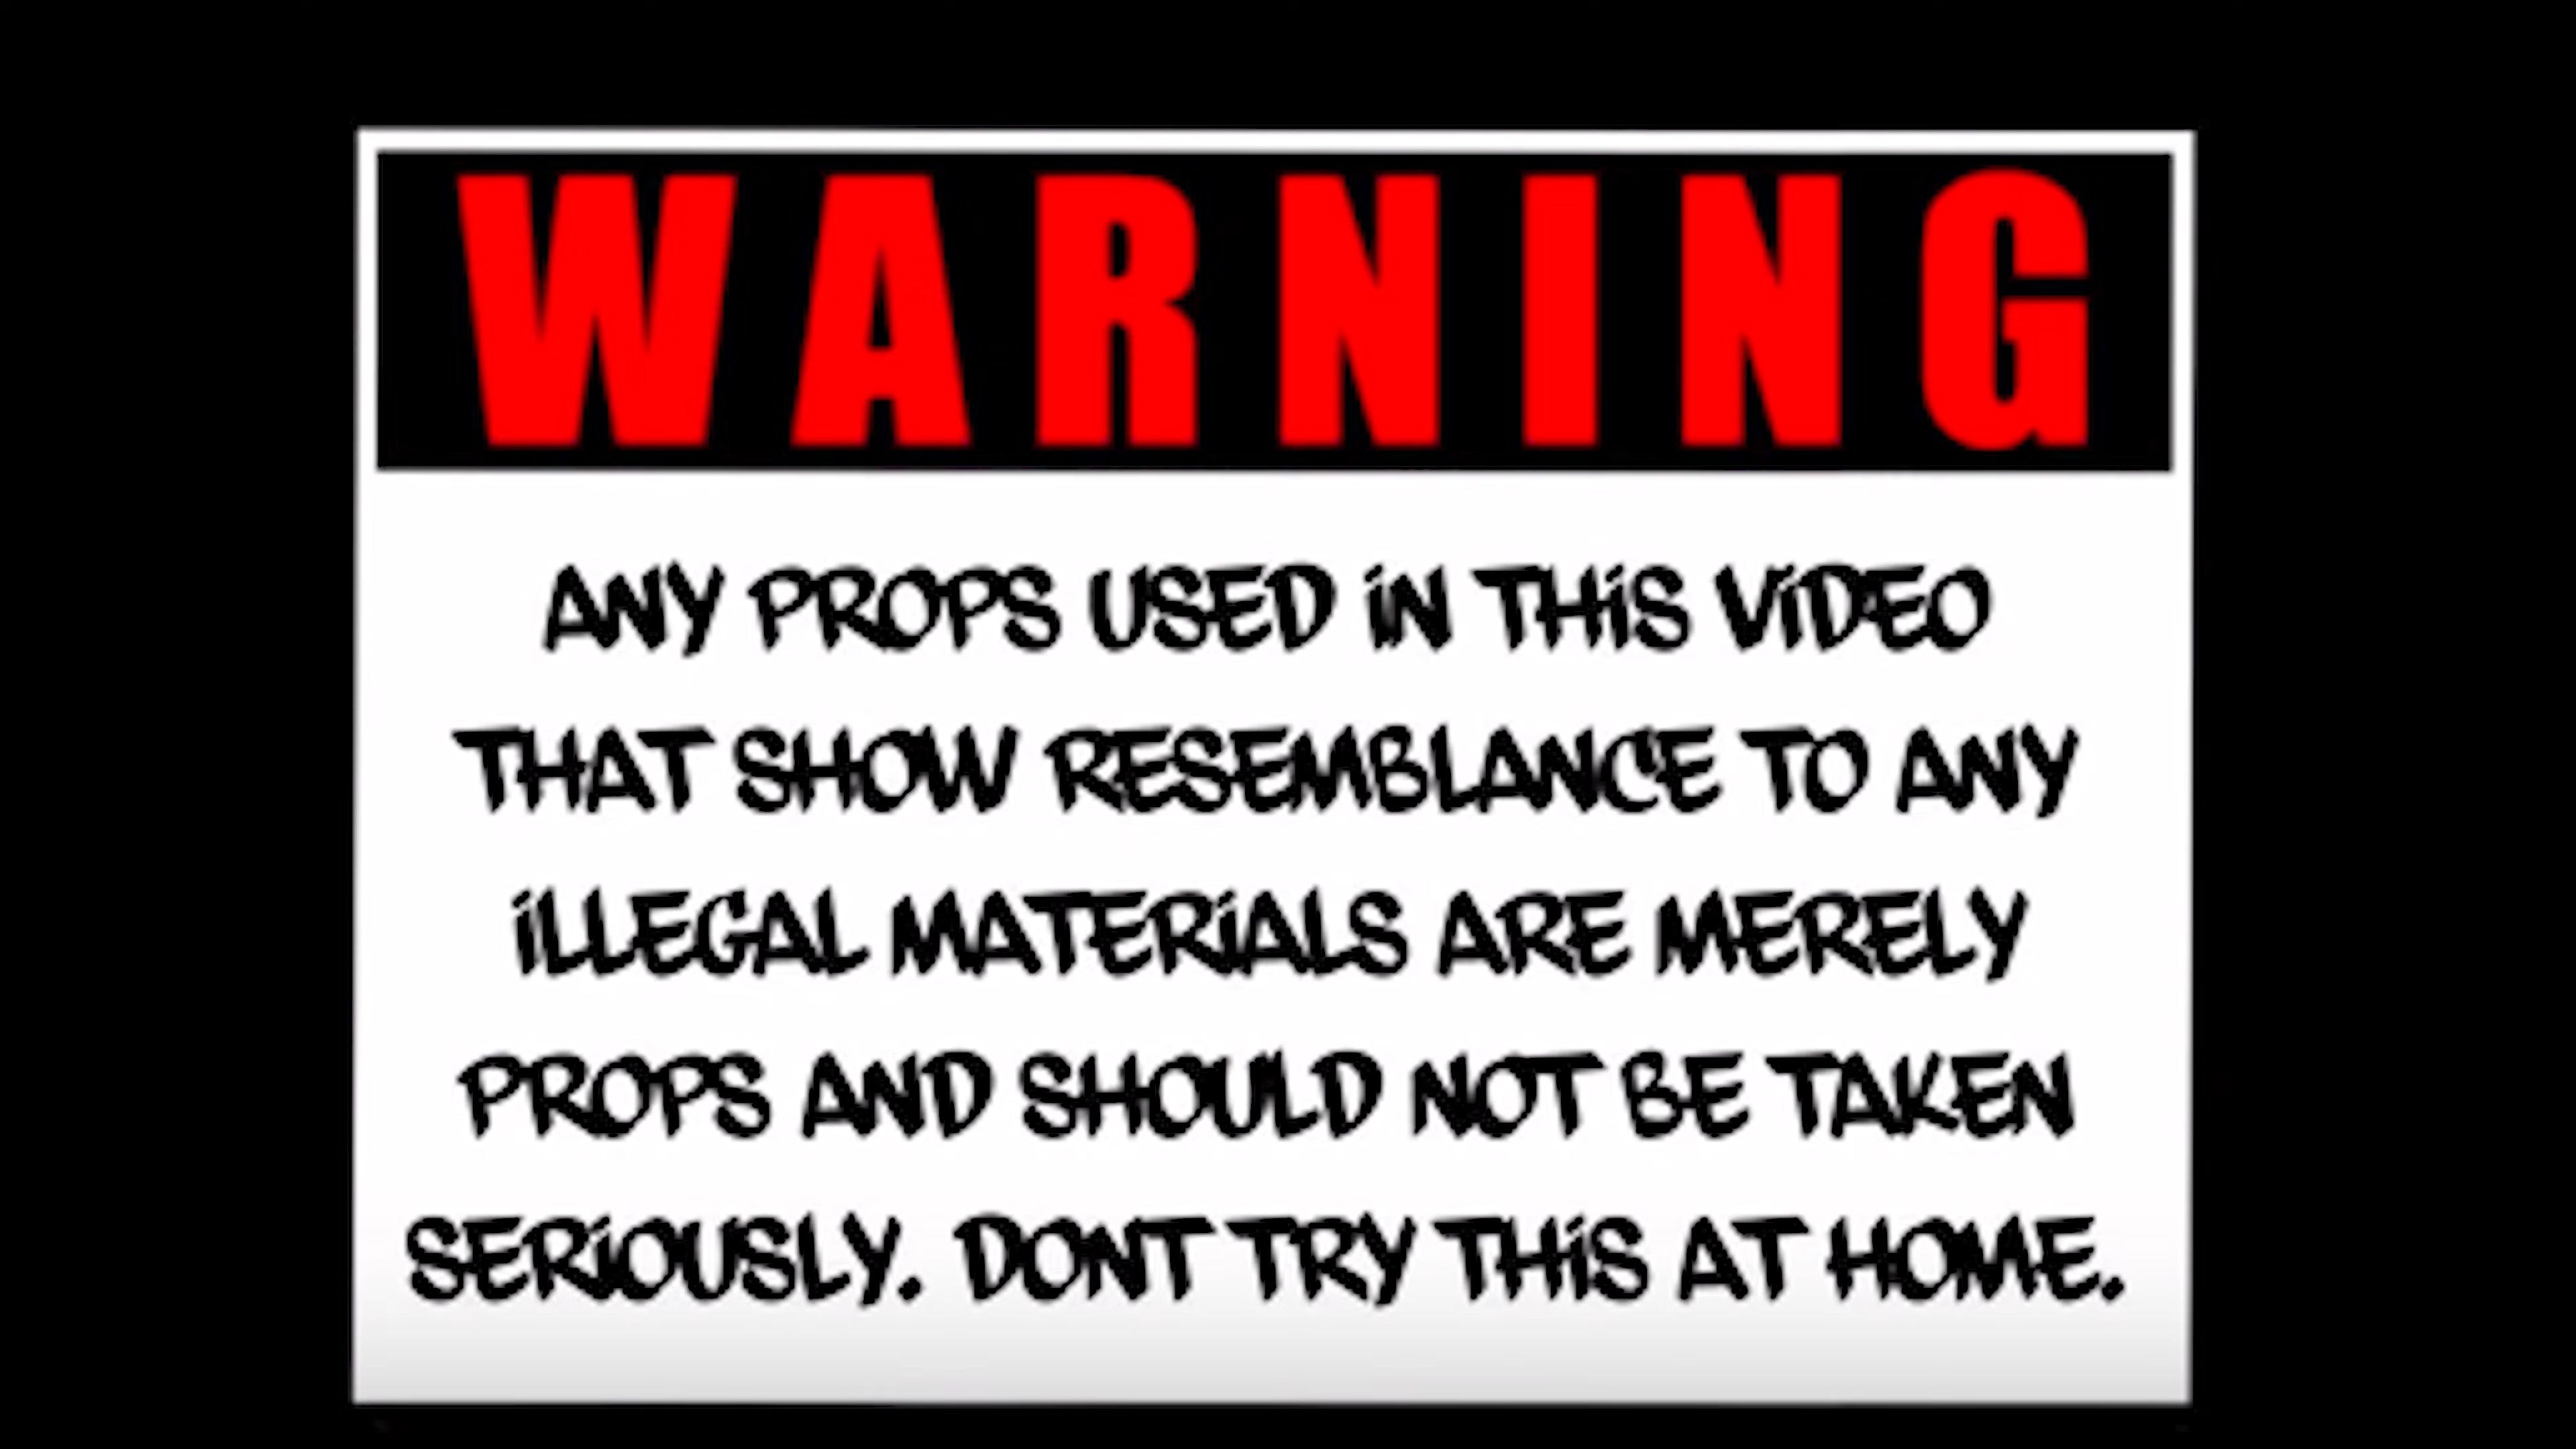 WARNING
ANY PROPS USED iN THiS ViDEO
THAT SHOW RESEMBLANCE TO ANY
iLLEGAL MATERiALS ARE MERELY
PROPS AND SHOULD NOT BE TAKEN
SERiOUSLY. DONT TRY THiS AT HOME.